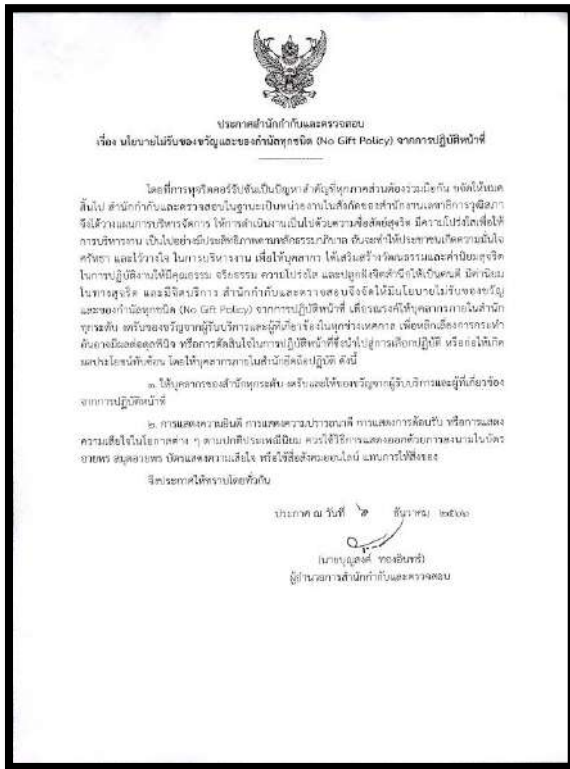 ประกาศสำนักกำกับและตรวจสอบ
เรื่อง นโยบายไม่รับของขวัญและของกำนัลทุกชนิด (No Gift Policy) จากการปฏิบัติหน้าที่
โดยที่การทุจริตคอร์รัปชันเป็นปัญหาสำคัญที่ทุกภาคส่วนต้องร่วมมือกัน ขจัดให้หมด
สิ้นไป สำนักกำกับและตรวจสอบในฐานะเป็นหน่วยงานในสังกัดของสำนักงานเลขาธิการวุฒิสภา
จึงได้วางแผนการบริหารจัดการ ให้การดำเนินงานเป็นไปด้วยความซื่อสัตย์สุจริต มีความโปร่งใสเพื่อให้
การบริหารงาน เป็นไปอย่างมีประสิทธิภาพตามหลักธรรมาภิบาล อันจะทำให้ประชาชนเกิดความมั่นใจ
ศรัทธา และไว้วางใจ ในการบริหารงาน เพื่อให้บุคลากร ได้เสริมสร้างวัฒนธรรมและค่านิยมสุจริต
ในการปฏิบัติงานให้มีคุณธรรม จริยธรรม ความโปร่งใส และปลูกฝังจิตสำนึกให้เป็นคนดี มีค่านิยม
ในทางสุจริต และมีจิตบริการ สำนักกำกับและตรวจสอบจึงจัดให้มีนโยบายไม่รับของขวัญ
และของกำนัลทุกชนิด (No Gift Policy) จากการปฏิบัติหน้าที่ เพื่อรณรงค์ให้บุคลากรภายในสำนัก
ทุกระดับ งดรับของขวัญจากผู้รับบริการและผู้ที่เกี่ยวข้องในทุกช่วงเทศกาล เพื่อหลีกเลี่ยงการกระทำ
อันอาจมีผลต่อดุลพินิจ หรือการตัดสินใจในการปฏิบัติหน้าที่ซึ่งนำไปสู่การเลือกปฏิบัติ หรือก่อให้เกิด
ผลประโยชน์ทับซ้อน โดยให้บุคลากรภายในสำนักยึดถือปฏิบัติ ดังนี้
๑. ให้บุคลากรของสำนักทุกระดับ งดรับและให้ของขวัญจากผู้รับบริการและผู้ที่เกี่ยวข้อง
จากการปฏิบัติหน้าที่
๒. การแสดงความยินดี การแสดงความปรารถนาดี การแสดงการต้อนรับ หรือการแสดง
ความเสียใจในโอกาสต่าง ๆ ตามปกติประเพณีนิยม ควรใช้วิธีการแสดงออกด้วยการลงนามในบัตร
อวยพร สมุดอวยพร บัตรแสดงความเสียใจ หรือใช้สื่อสังคมออนไลน์ แทนการให้สิ่งของ
จึงประกาศให้ทราบโดยทั่วกัน
ประกาศ ณ วันที่ ธันวาคม
(นายบุญสงค์ ทองอินทร์)
ผู้อำนวยการสำนักกำกับและตรวจสอบ